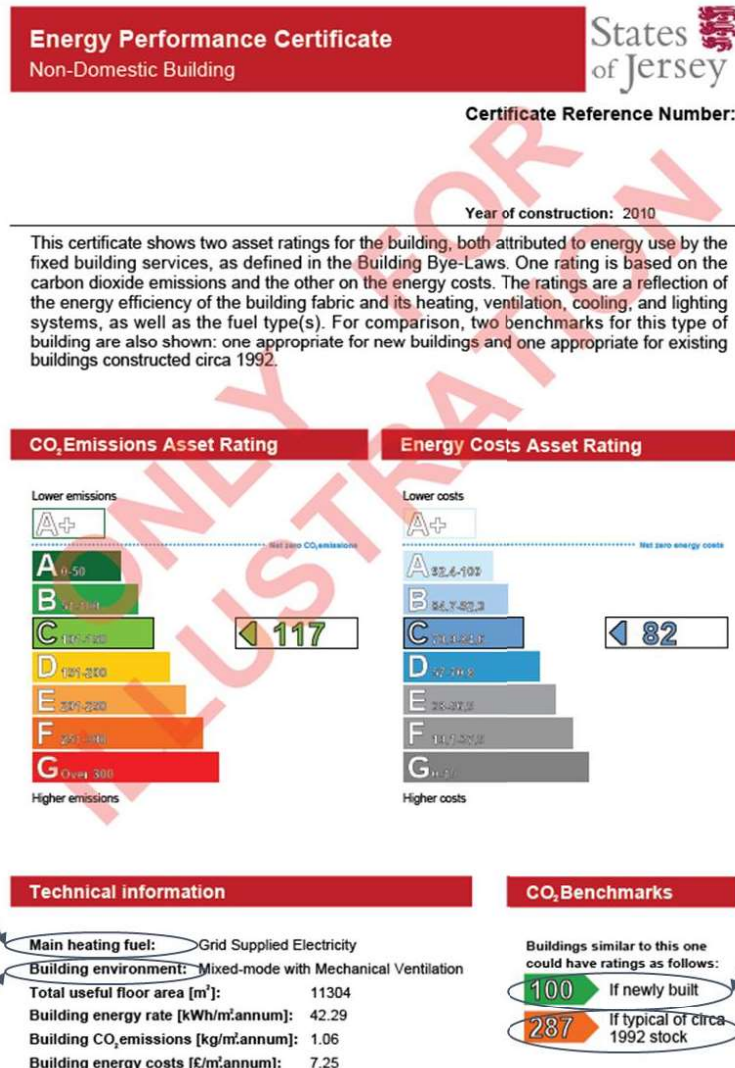 Energy Performance Certificate
Non-Domestic Building
States
of Jersey
Certificate Reference Number:
Year of construction: 2010
This certificate shows two asset ratings for the building, both attributed to energy use by the
fixed building services, as defined in the Building Bye-Laws. One rating is based on the
carbon dioxide emissions and the other on the energy costs. The ratings are a reflection of
the energy efficiency of the building fabric and its heating, ventilation, cooling, and lighting
systems, as well as the fuel type(s). For comparison, two benchmarks for this type of
building are also shown: one appropriate for new buildings and one appropriate for existing
buildings constructed circa 1992.
ONLY FOR
ILLUSTRATION
CO₂ Emissions Asset Rating
Lower emissions
A+
Net zero CO₂ emissions
A 0-50
B
C 117
D 151-200
E 201-250
F
G Over 300
Higher emissions
Energy Costs Asset Rating
Lower costs
A+
Net zero energy costs
A 92.4-100
B
C 82
D
E
F
G
Higher costs
Technical information
Main heating fuel: Grid Supplied Electricity
Building environment: Mixed-mode with Mechanical Ventilation
Total useful floor area [m²]: 11304
Building energy rate [kWh/m².annum]: 42.29
Building CO₂ emissions [kg/m².annum]: 1.06
Building energy costs [£/m².annum]: 7.25
CO₂ Benchmarks
Buildings similar to this one
could have ratings as follows:
100 If newly built
287 If typical of circa
1992 stock